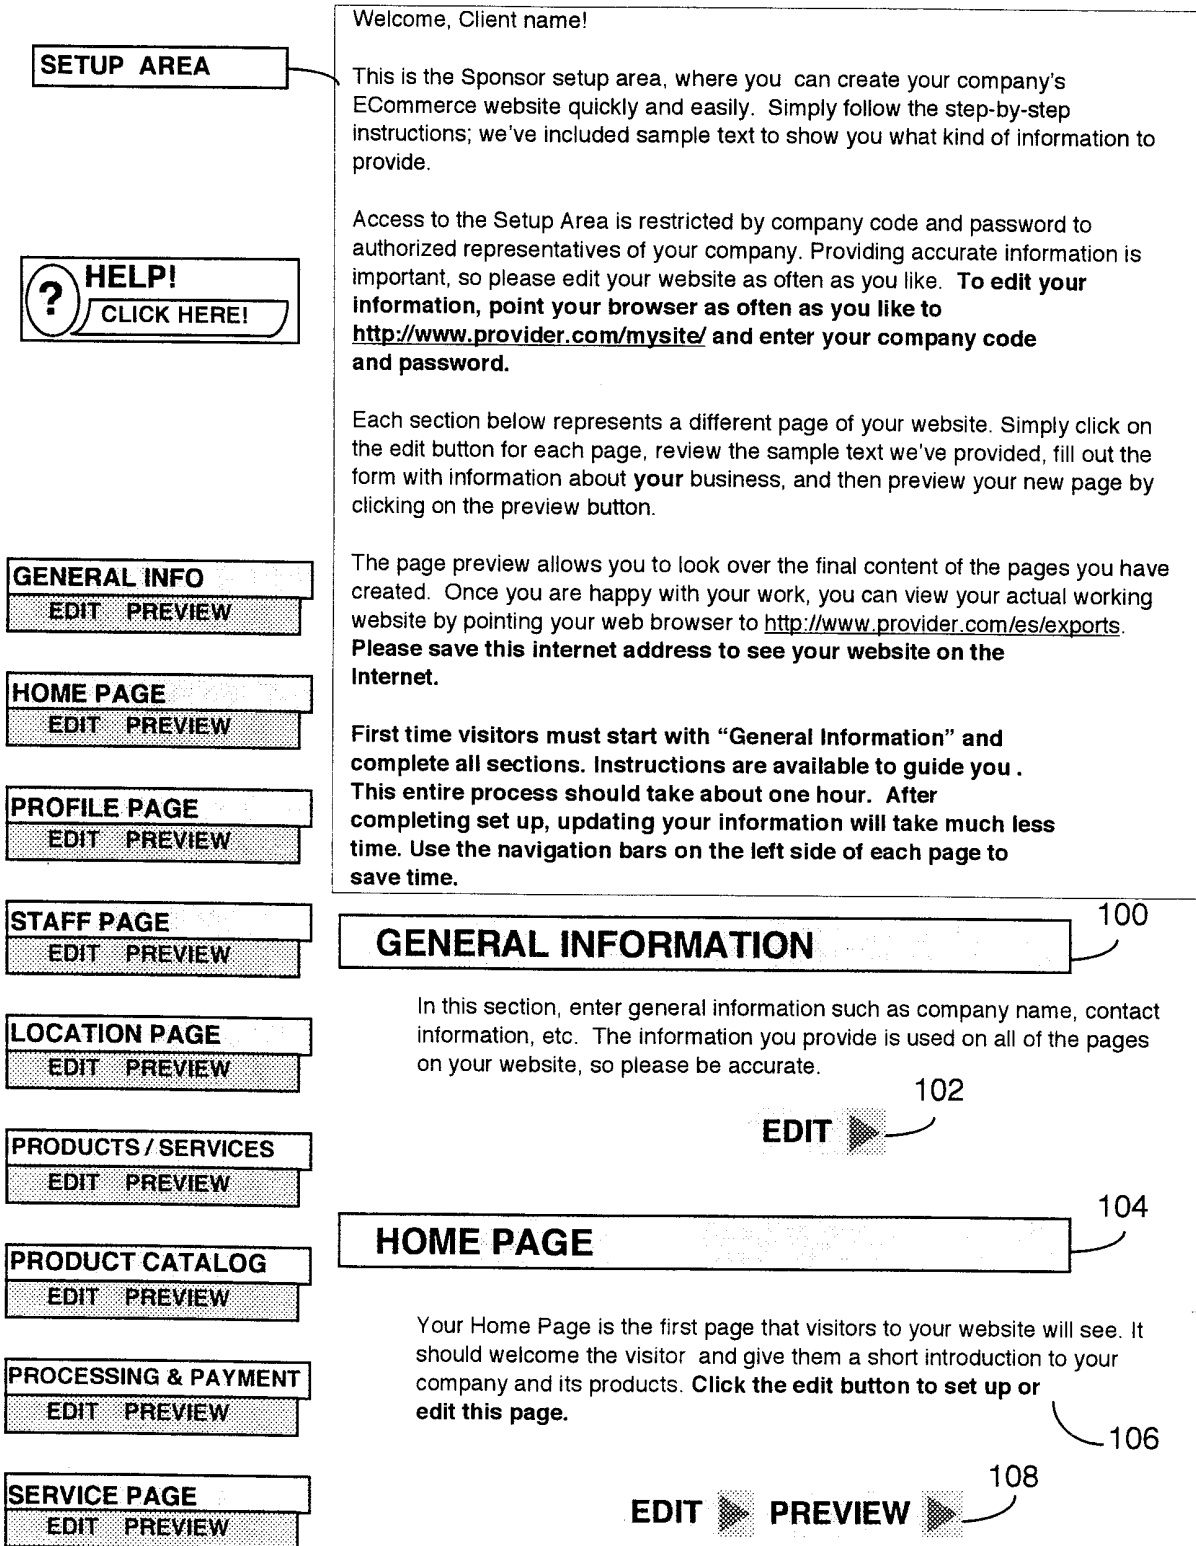 SETUP AREA
HELP!
?
CLICK HERE!
GENERAL INFO
EDIT PREVIEW
HOME PAGE
EDIT PREVIEW
PROFILE PAGE
EDIT PREVIEW
STAFF PAGE
EDIT PREVIEW
LOCATION PAGE
EDIT PREVIEW
PRODUCTS / SERVICES
EDIT PREVIEW
PRODUCT CATALOG
EDIT PREVIEW
PROCESSING & PAYMENT
EDIT PREVIEW
SERVICE PAGE
EDIT PREVIEW
Welcome, Client name!
This is the Sponsor setup area, where you can create your company's
ECommerce website quickly and easily. Simply follow the step-by-step
instructions; we've included sample text to show you what kind of information to
provide.
Access to the Setup Area is restricted by company code and password to
authorized representatives of your company. Providing accurate information is
important, so please edit your website as often as you like. To edit your
information, point your browser as often as you like to
http://www.provider.com/mysite/ and enter your company code
and password.
Each section below represents a different page of your website. Simply click on
the edit button for each page, review the sample text we've provided, fill out the
form with information about your business, and then preview your new page by
clicking on the preview button.
The page preview allows you to look over the final content of the pages you have
created. Once you are happy with your work, you can view your actual working
website by pointing your web browser to http://www.provider.com/es/exports.
Please save this internet address to see your website on the
Internet.
First time visitors must start with “General Information” and
complete all sections. Instructions are available to guide you .
This entire process should take about one hour. After
completing set up, updating your information will take much less
time. Use the navigation bars on the left side of each page to
save time.
100
GENERAL INFORMATION
In this section, enter general information such as company name, contact
information, etc. The information you provide is used on all of the pages
on your website, so please be accurate.
102
EDIT
104
HOME PAGE
Your Home Page is the first page that visitors to your website will see. It
should welcome the visitor and give them a short introduction to your
company and its products. Click the edit button to set up or
edit this page.
106
108
EDIT PREVIEW